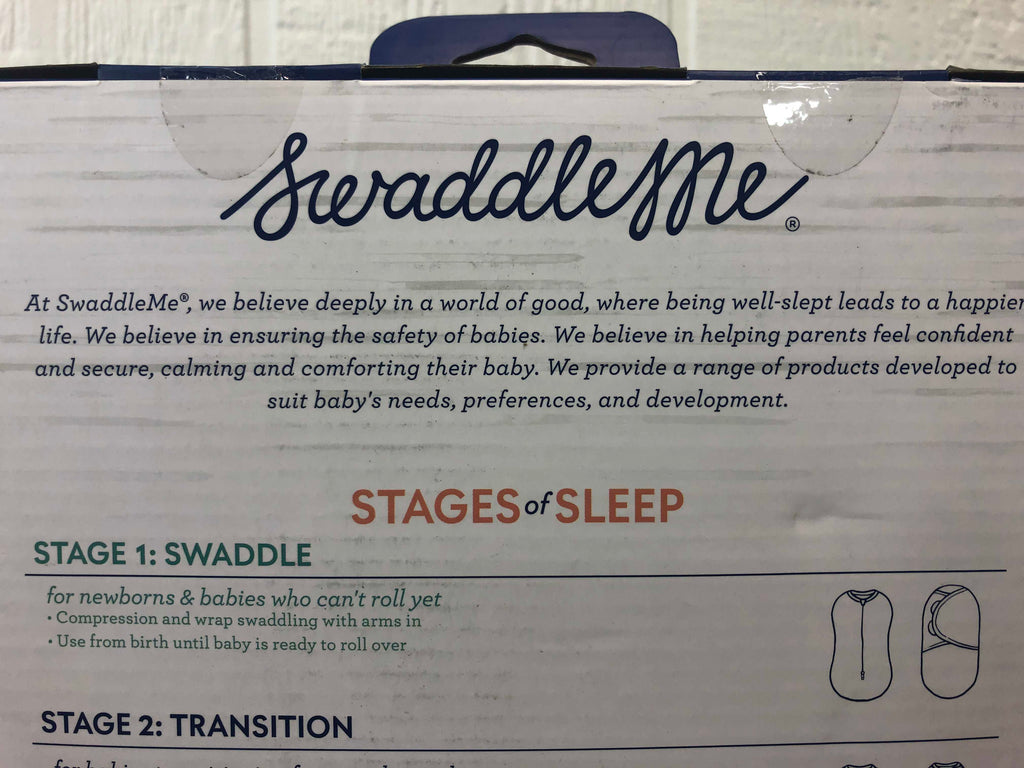 SwaddleMe®
At SwaddleMe®, we believe deeply in a world of good, where being well-slept leads to a happier
life. We believe in ensuring the safety of babies. We believe in helping parents feel confident
and secure, calming and comforting their baby. We provide a range of products developed to
suit baby's needs, preferences, and development.
STAGES of SLEEP
STAGE 1: SWADDLE
for newborns & babies who can't roll yet
• Compression and wrap swaddling with arms in
• Use from birth until baby is ready to roll over
STAGE 2: TRANSITION